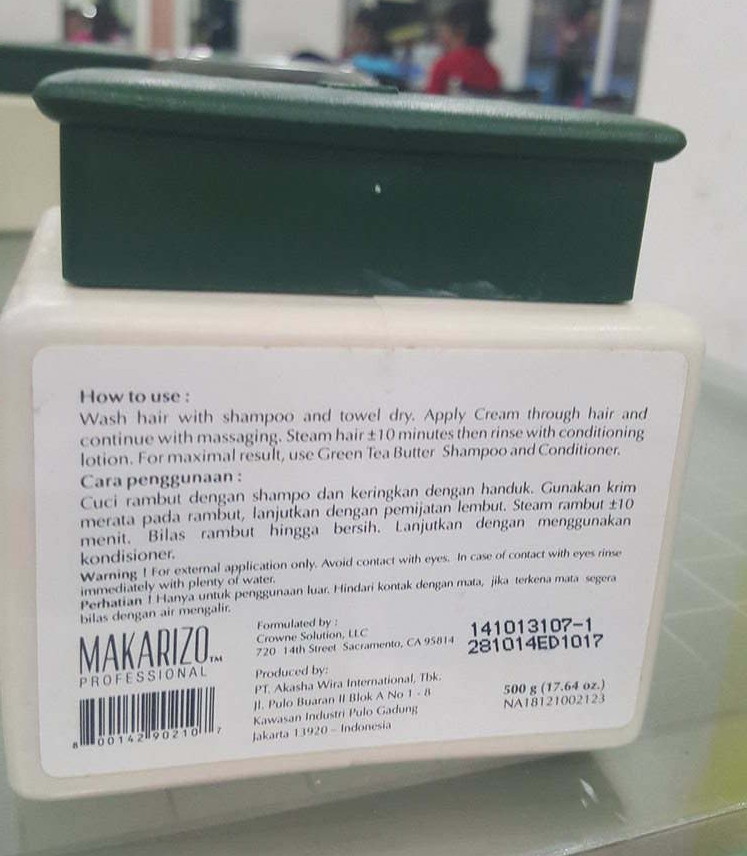 How to use :
Wash hair with shampoo and towel dry. Apply Cream through hair and
continue with massaging. Steam hair ±10 minutes then rinse with conditioning
lotion. For maximal result, use Green Tea Butter Shampoo and Conditioner.
Cara penggunaan :
Cuci rambut dengan shampo dan keringkan dengan handuk. Gunakan krim
merata pada rambut, lanjutkan dengan pemijatan lembut. Steam rambut ±10
menit. Bilas rambut hingga bersih. Lanjutkan dengan menggunakan
kondisioner.
Warning ! For external application only. Avoid contact with eyes. In case of contact with eyes rinse
immediately with plenty of water.
Perhatian ! Hanya untuk penggunaan luar. Hindari kontak dengan mata, jika terkena mata segera
bilas dengan air mengalir.
MAKARIZO™
PROFESSIONAL
8 00142 90210 7
Formulated by :
Crowne Solution, LLC
720 14th Street Sacramento, CA 95814
Produced by:
PT. Akasha Wira International, Tbk.
Jl. Pulo Buaran II Blok A No 1 - 8
Kawasan Industri Pulo Gadung
Jakarta 13920 - Indonesia
141013107-1
281014ED1017
500 g (17.64 oz.)
NA18121002123